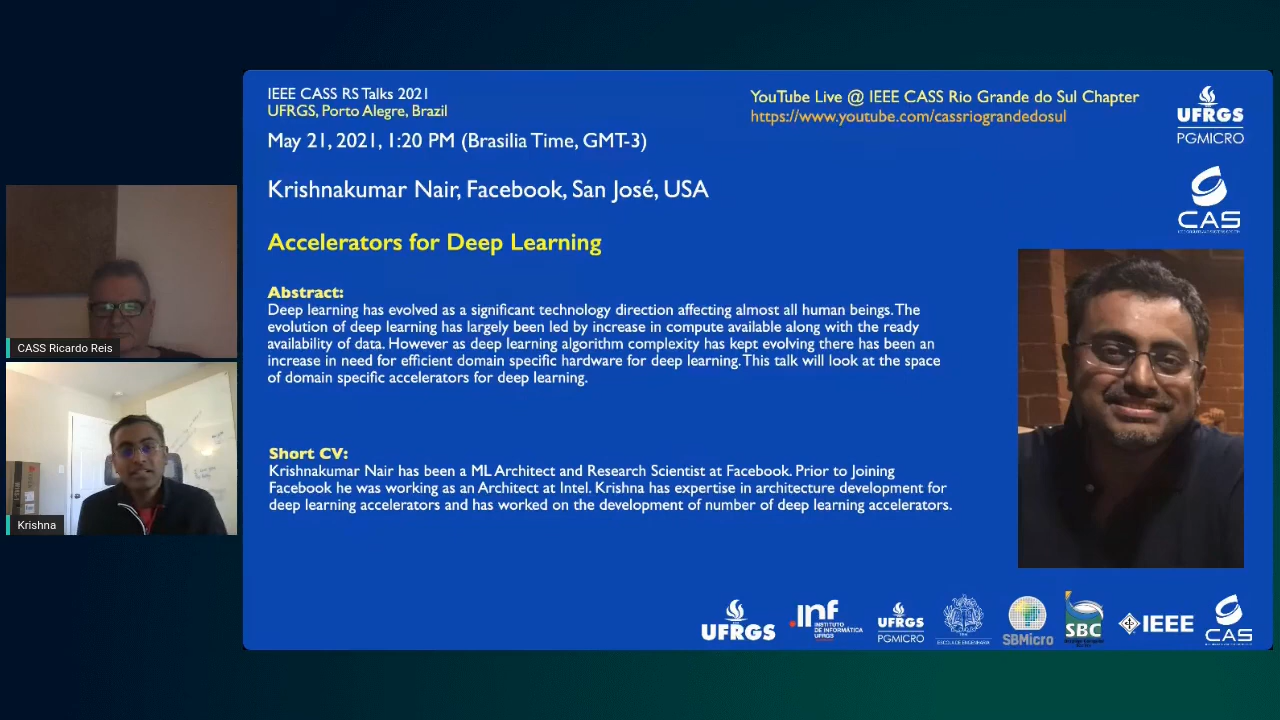 IEEE CASS RS Talks 2021
UFRGS, Porto Alegre, Brazil
May 21, 2021, 1:20 PM (Brasilia Time, GMT-3)
YouTube Live @ IEEE CASS Rio Grande do Sul Chapter
https://www.youtube.com/cassriograndedosul
UFRGS
PGMICRO
CAS
Krishnakumar Nair, Facebook, San José, USA
Accelerators for Deep Learning
Abstract:
Deep learning has evolved as a significant technology direction affecting almost all human beings. The
evolution of deep learning has largely been led by increase in compute available along with the ready
availability of data. However as deep learning algorithm complexity has kept evolving there has been an
increase in need for efficient domain specific hardware for deep learning. This talk will look at the space
of domain specific accelerators for deep learning.
Short CV:
Krishnakumar Nair has been a ML Architect and Research Scientist at Facebook. Prior to Joining
Facebook he was working as an Architect at Intel. Krishna has expertise in architecture development for
deep learning accelerators and has worked on the development of number of deep learning accelerators.
CASS Ricardo Reis
Krishna
UFRGS
inf
INSTITUTO
DE INFORMÁTICA
UFRGS
UFRGS
PGMICRO
ESCOLA DE ENGENHARIA
SBMicro
SBC
IEEE
CAS